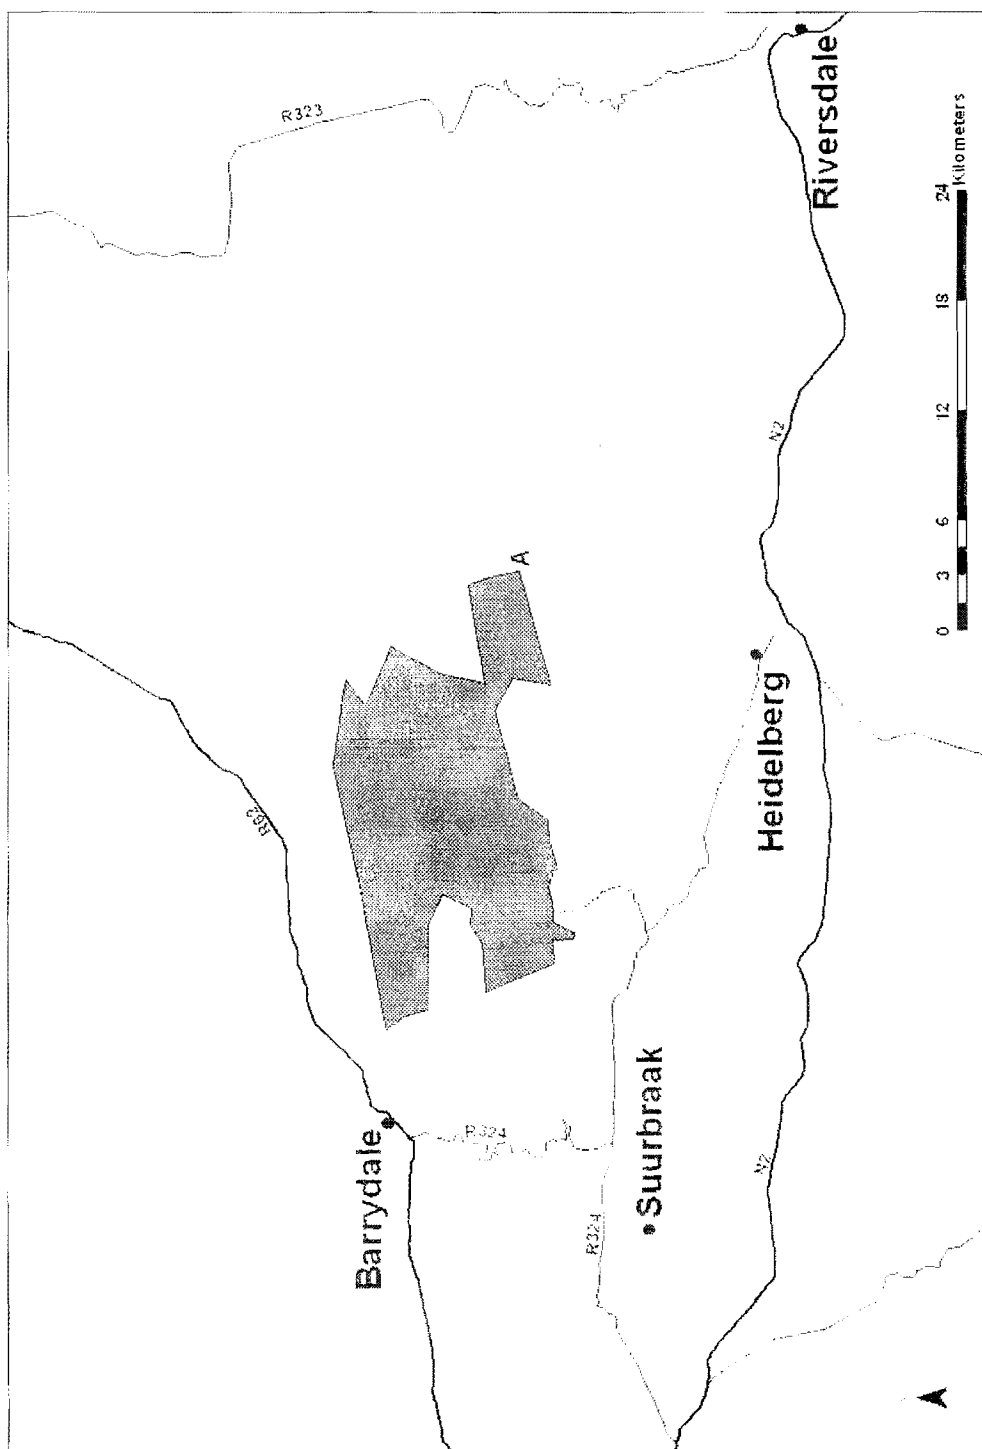 R323
Riversdale
R62
A
N2
Barrydale
R324
Heidelberg
Suurbraak
R324
N2
0 3 6 12 18 24
Kilometers